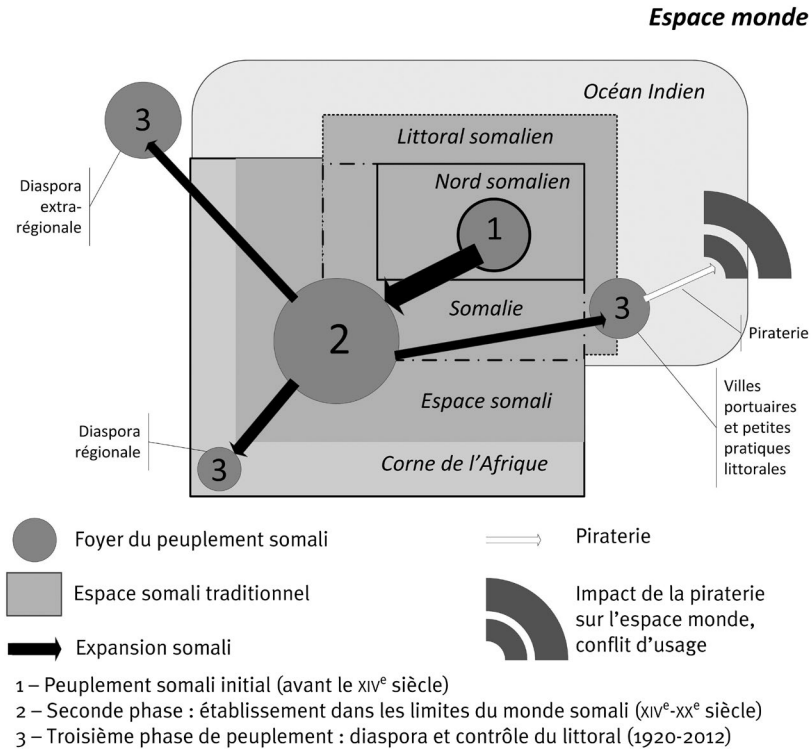 Espace monde
Océan Indien
Littoral somalien
Nord somalien
3
1
Diaspora
extra-
régionale
Somalie
2
3
Piraterie
Espace somali
Villes
portuaires
et petites
pratiques
littorales
Diaspora
régionale
3
Corne de l'Afrique
Foyer du peuplement somali
Piraterie
Espace somali traditionnel
Impact de la piraterie
sur l'espace monde,
conflit d'usage
Expansion somali
1 – Peuplement somali initial (avant le XIVe siècle)
2 – Seconde phase : établissement dans les limites du monde somali (XIVe-XXe siècle)
3 – Troisième phase de peuplement : diaspora et contrôle du littoral (1920-2012)